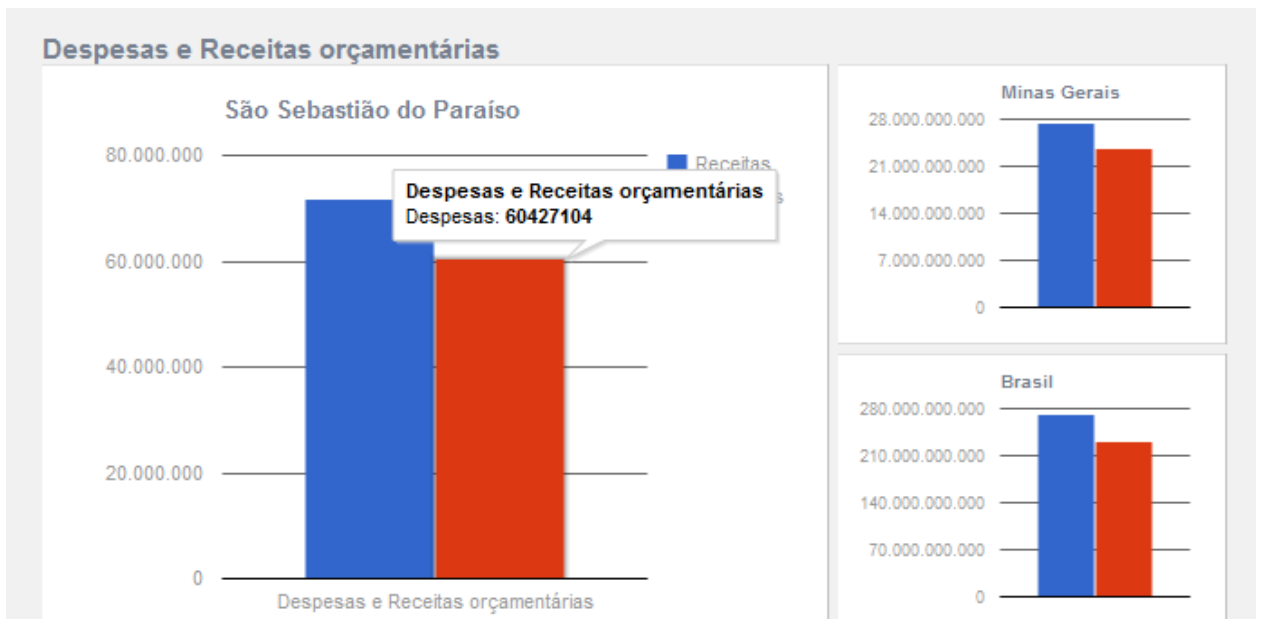 Despesas e Receitas orçamentárias
São Sebastião do Paraíso
80.000.000
60.000.000
40.000.000
20.000.000
0
Receitas
Despesas e Receitas orçamentárias
Despesas: 60427104
Despesas e Receitas orçamentárias
Minas Gerais
28.000.000.000
21.000.000.000
14.000.000.000
7.000.000.000
0
Brasil
280.000.000.000
210.000.000.000
140.000.000.000
70.000.000.000
0